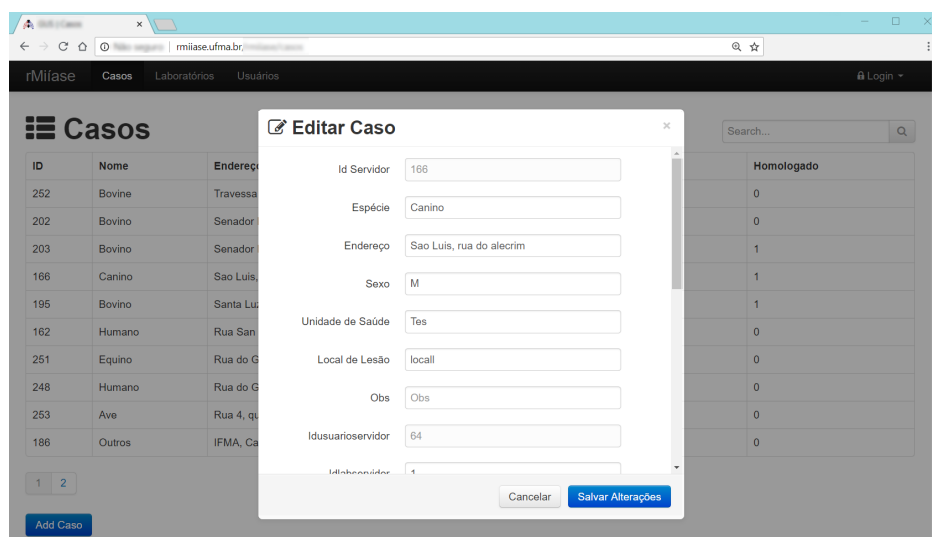 rmiiase.ufma.br
rMiíase Casos Laboratórios Usuários Login
Casos
Search...
ID Nome Endereço Homologado
252 Bovine Travessa 0
202 Bovino Senador 0
203 Bovino Senador 1
166 Canino Sao Luis, 1
195 Bovino Santa Luz 1
162 Humano Rua San 0
251 Equino Rua do G 0
248 Humano Rua do G 0
253 Ave Rua 4, qu 0
186 Outros IFMA, Ca 0
1 2
Add Caso
Editar Caso ×
Id Servidor 166
Espécie Canino
Endereço Sao Luis, rua do alecrim
Sexo M
Unidade de Saúde Tes
Local de Lesão locall
Obs Obs
Idusuarioservidor 64
Idlabservidor 1
Cancelar Salvar Alterações